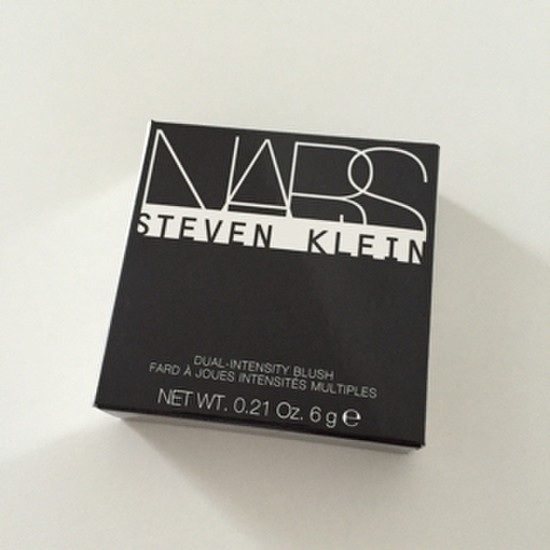 NARS
STEVEN KLEIN
DUAL-INTENSITY BLUSH
FARD À JOUES INTENSITÉS MULTIPLES
NET WT. 0.21 Oz. 6 g ℮